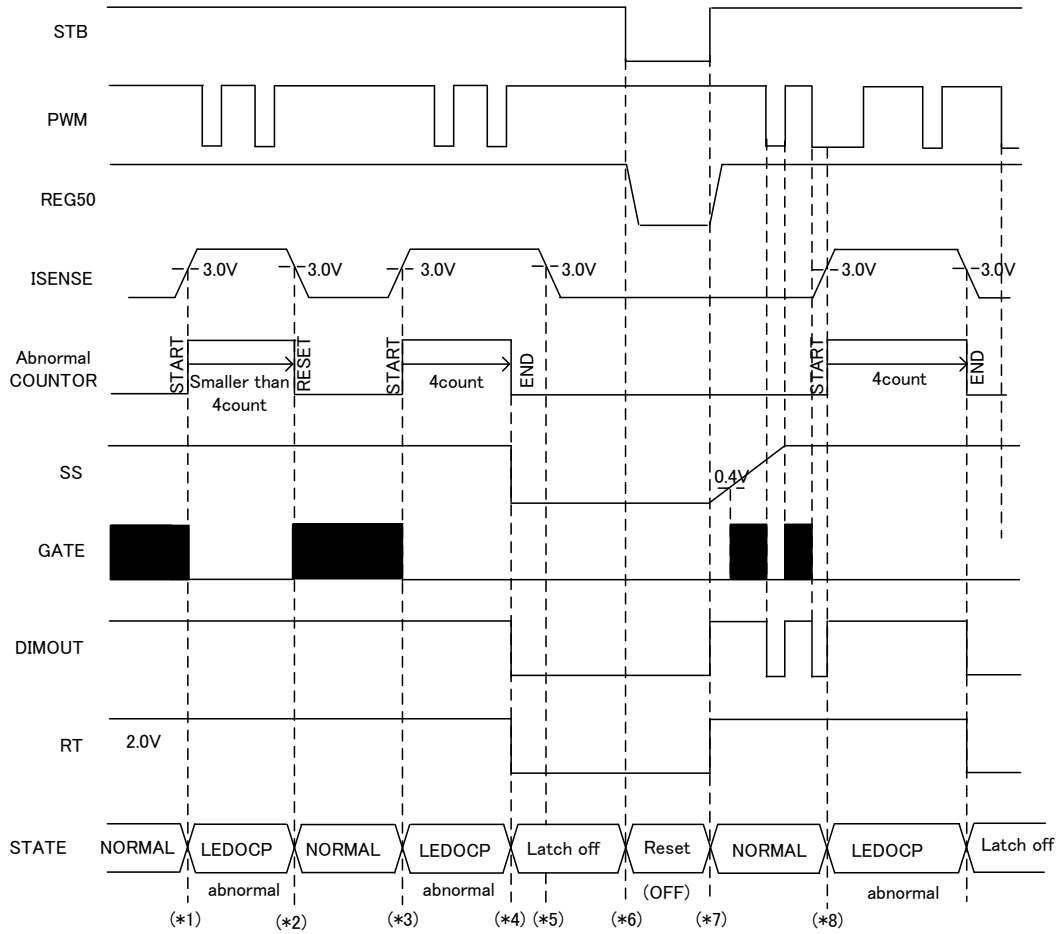 STB
PWM
REG50
ISENSE
3.0V
3.0V
3.0V
3.0V
3.0V
3.0V
Abnormal
COUNTOR
START
Smaller than
4count
RESET
START
4count
END
START
4count
END
SS
0.4V
GATE
DIMOUT
RT
2.0V
STATE
NORMAL
LEDOCP
NORMAL
LEDOCP
Latch off
Reset
NORMAL
LEDOCP
Latch off
abnormal
abnormal
(OFF)
abnormal
(*1)
(*2)
(*3)
(*4)
(*5)
(*6)
(*7)
(*8)